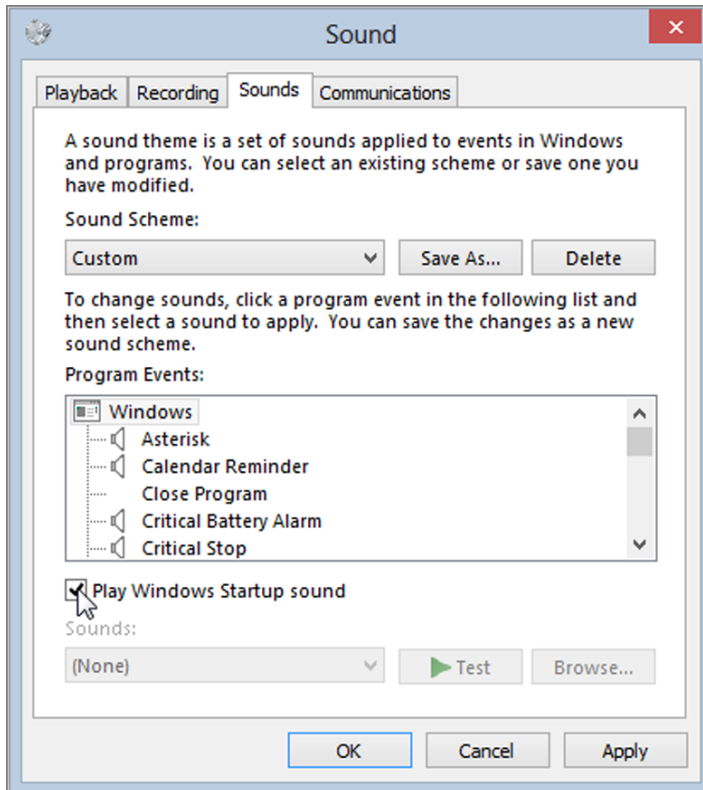 Sound
Playback Recording Sounds Communications
A sound theme is a set of sounds applied to events in Windows
and programs. You can select an existing scheme or save one you
have modified.
Sound Scheme:
Custom Save As... Delete
To change sounds, click a program event in the following list and
then select a sound to apply. You can save the changes as a new
sound scheme.
Program Events:
Windows
Asterisk
Calendar Reminder
Close Program
Critical Battery Alarm
Critical Stop
Play Windows Startup sound
Sounds:
(None) Test Browse...
OK Cancel Apply